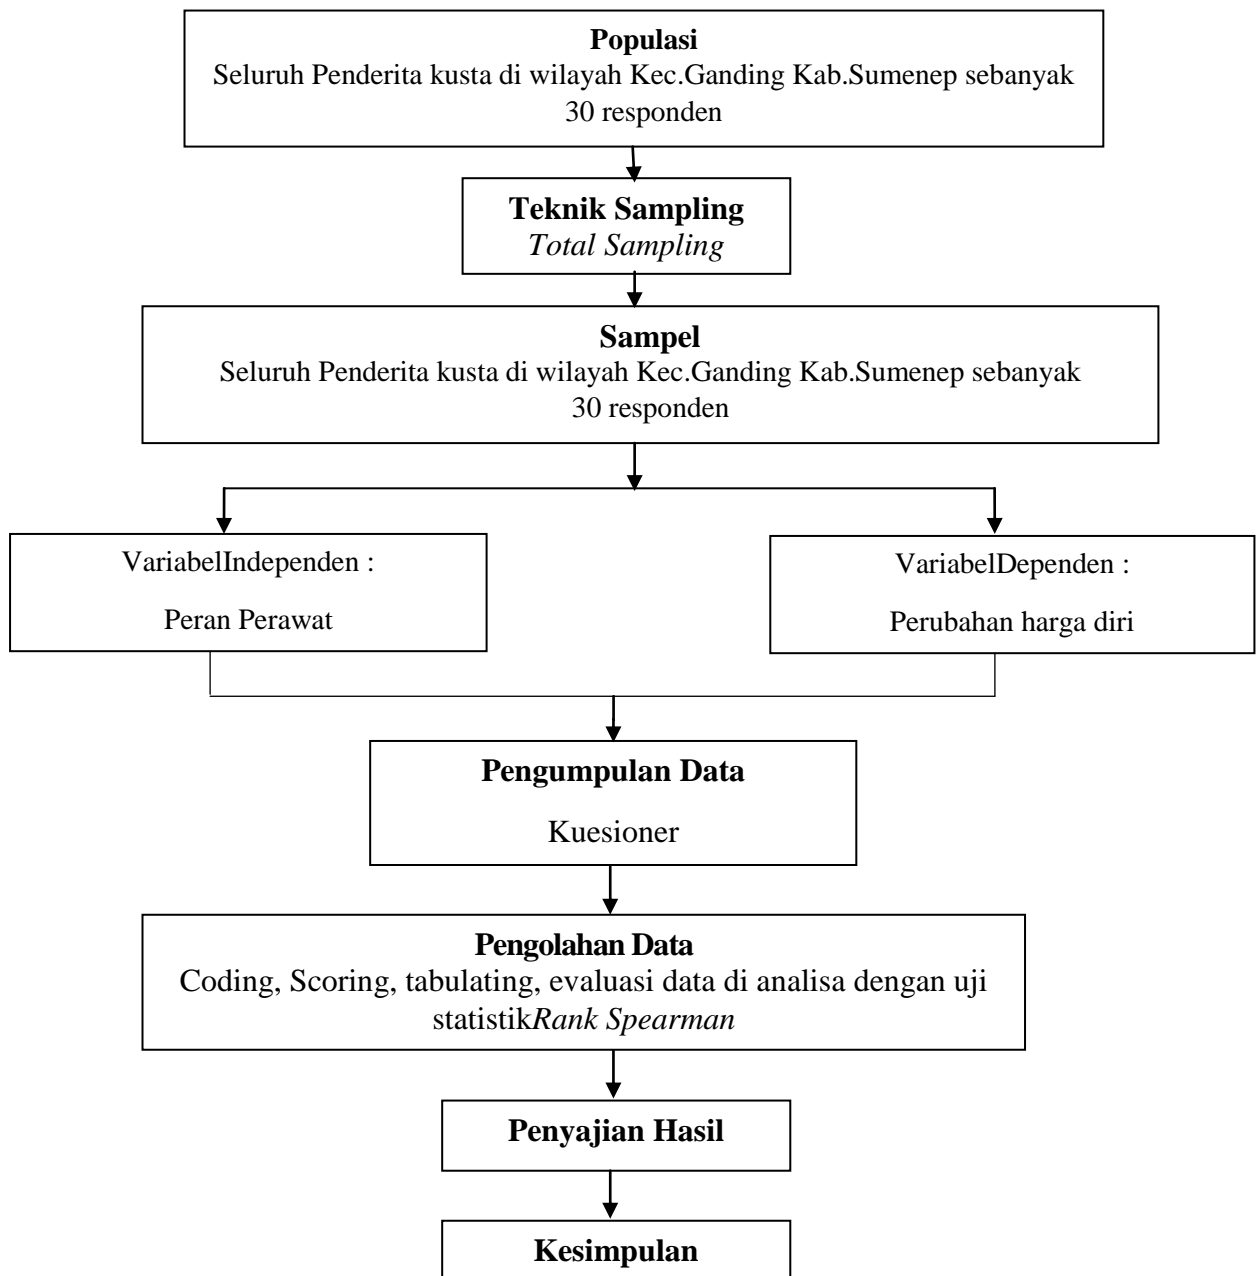 Populasi
Seluruh Penderita kusta di wilayah Kec.Ganding Kab.Sumenep sebanyak
30 responden
Teknik Sampling
Total Sampling
Sampel
Seluruh Penderita kusta di wilayah Kec.Ganding Kab.Sumenep sebanyak
30 responden
VariabelIndependen :
Peran Perawat
VariabelDependen :
Perubahan harga diri
Pengumpulan Data
Kuesioner
Pengolahan Data
Coding, Scoring, tabulating, evaluasi data di analisa dengan uji
statistikRank Spearman
Penyajian Hasil
Kesimpulan